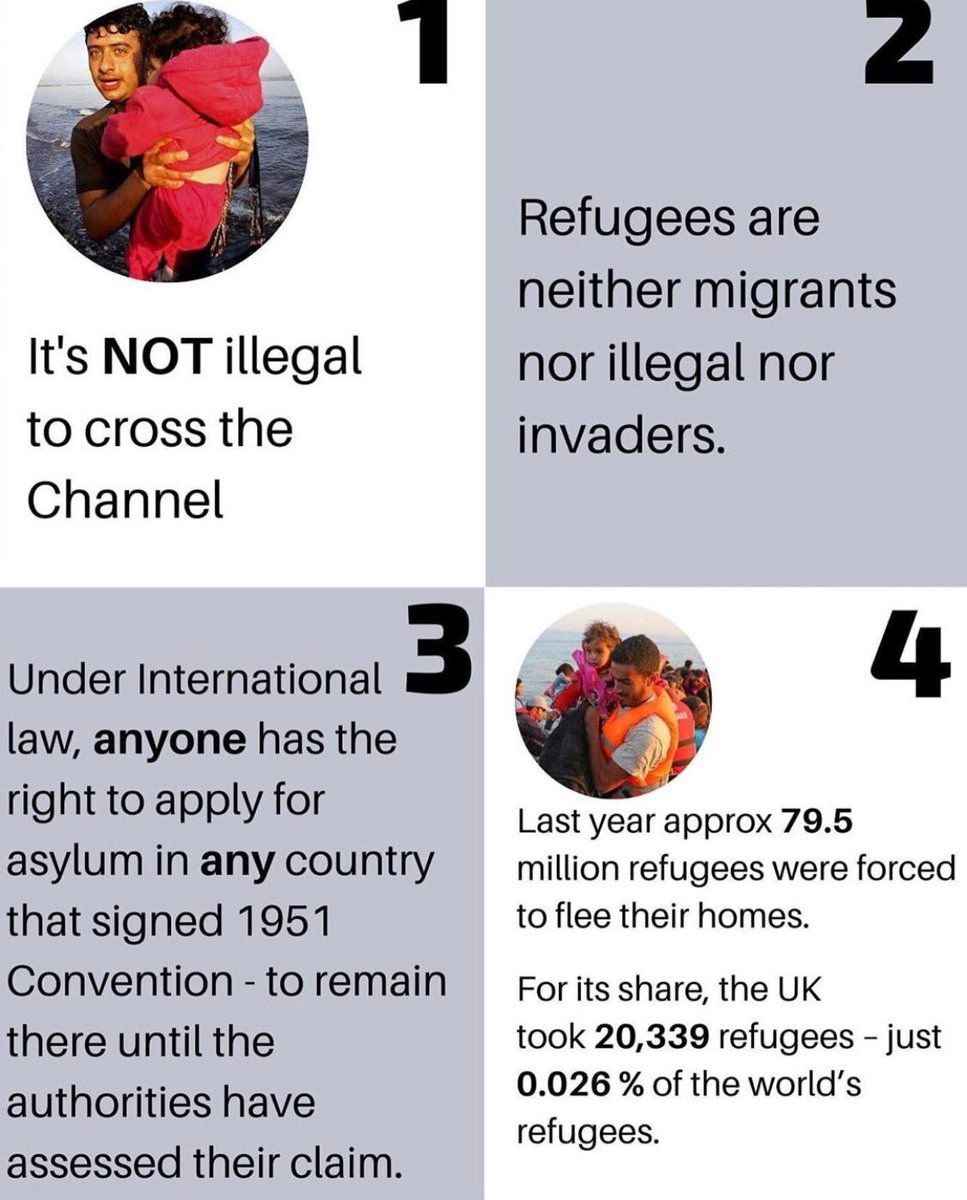 1
It's NOT illegal
to cross the
Channel
2
Refugees are
neither migrants
nor illegal nor
invaders.
3
Under International
law, anyone has the
right to apply for
asylum in any country
that signed 1951
Convention - to remain
there until the
authorities have
assessed their claim.
4
Last year approx 79.5
million refugees were forced
to flee their homes.
For its share, the UK
took 20,339 refugees – just
0.026 % of the world’s
refugees.